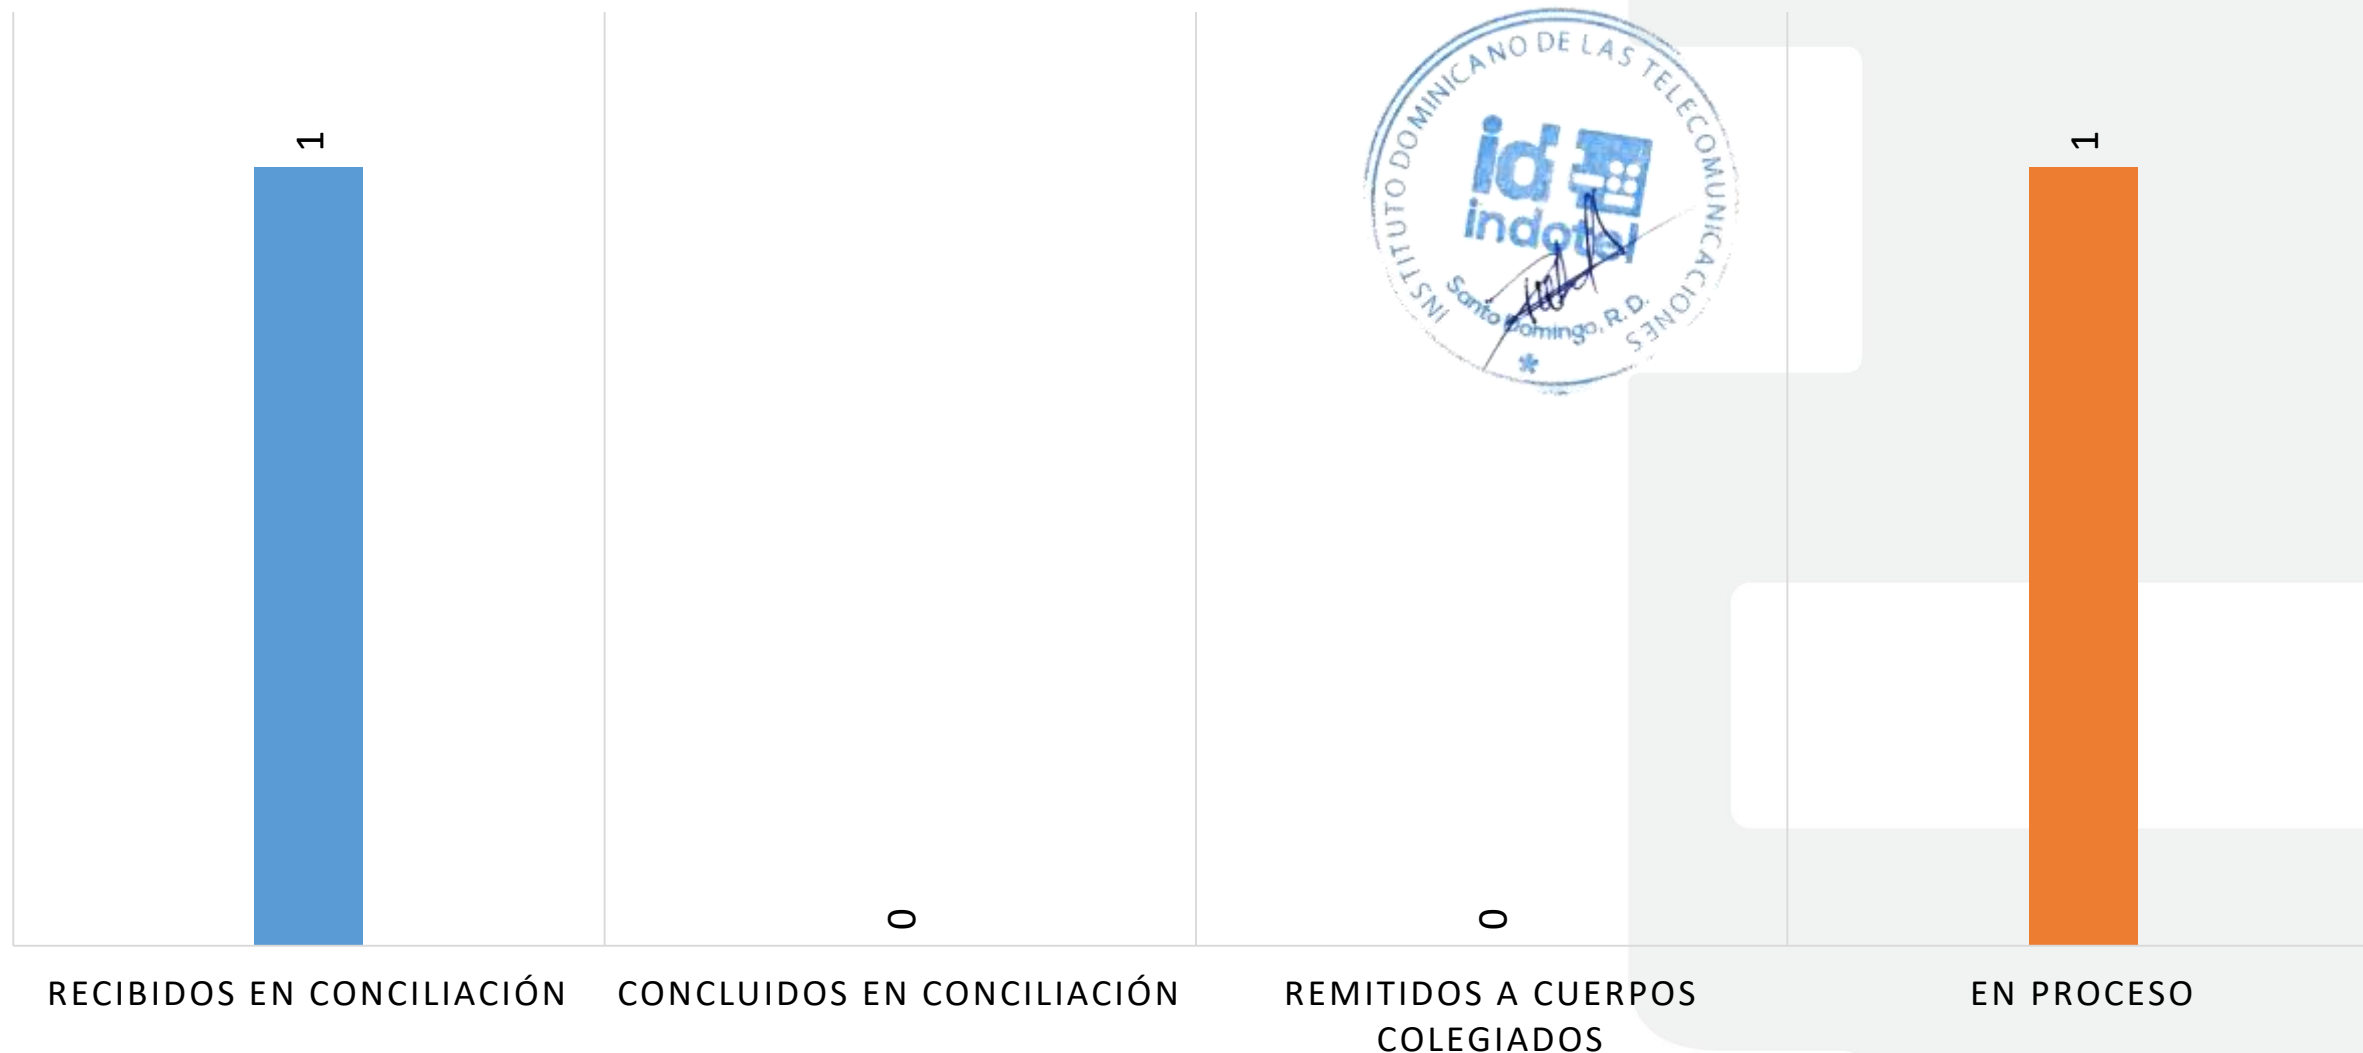 1
0
0
1
INSTITUTO DOMINICANO DE LAS TELECOMUNICACIONES
id
indotel
Santo Domingo, R.D.
RECIBIDOS EN CONCILIACIÓN
CONCLUIDOS EN CONCILIACIÓN
REMITIDOS A CUERPOS
COLEGIADOS
EN PROCESO